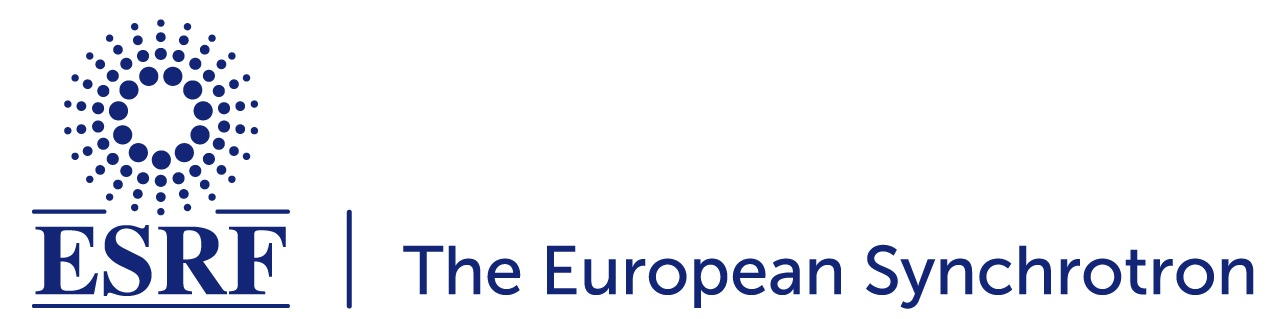 ESRF
The European Synchrotron